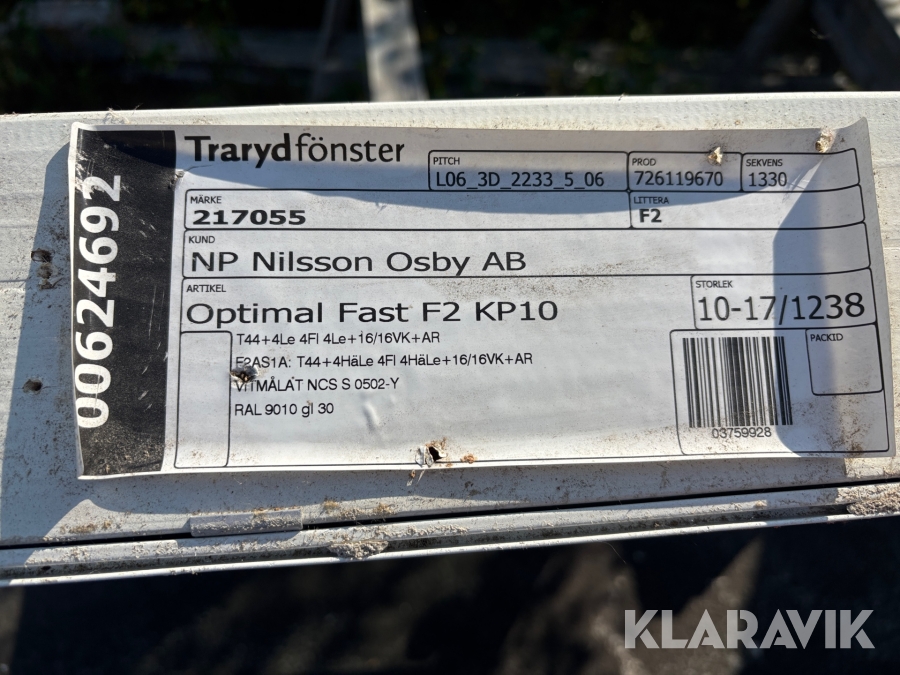 00624692
Trarydfönster
PITCH
L06_3D_2233_5_06
PROD
726119670
SEKVENS
1330
MÄRKE
217055
LITTERA
F2
KUND
NP Nilsson Osby AB
ARTIKEL
Optimal Fast F2 KP10
STORLEK
10-17/1238
T44+4Le 4Fl 4Le+16/16VK+AR
F2AS1A: T44+4HäLe 4Fl 4HäLe+16/16VK+AR
VITMÅLAT NCS S 0502-Y
RAL 9010 gl 30
PACKID
03759928
KLARAVIK